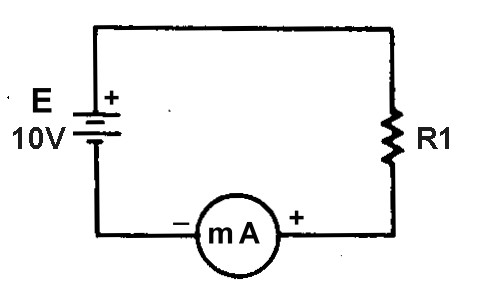 E +
10V
R1
– mA +